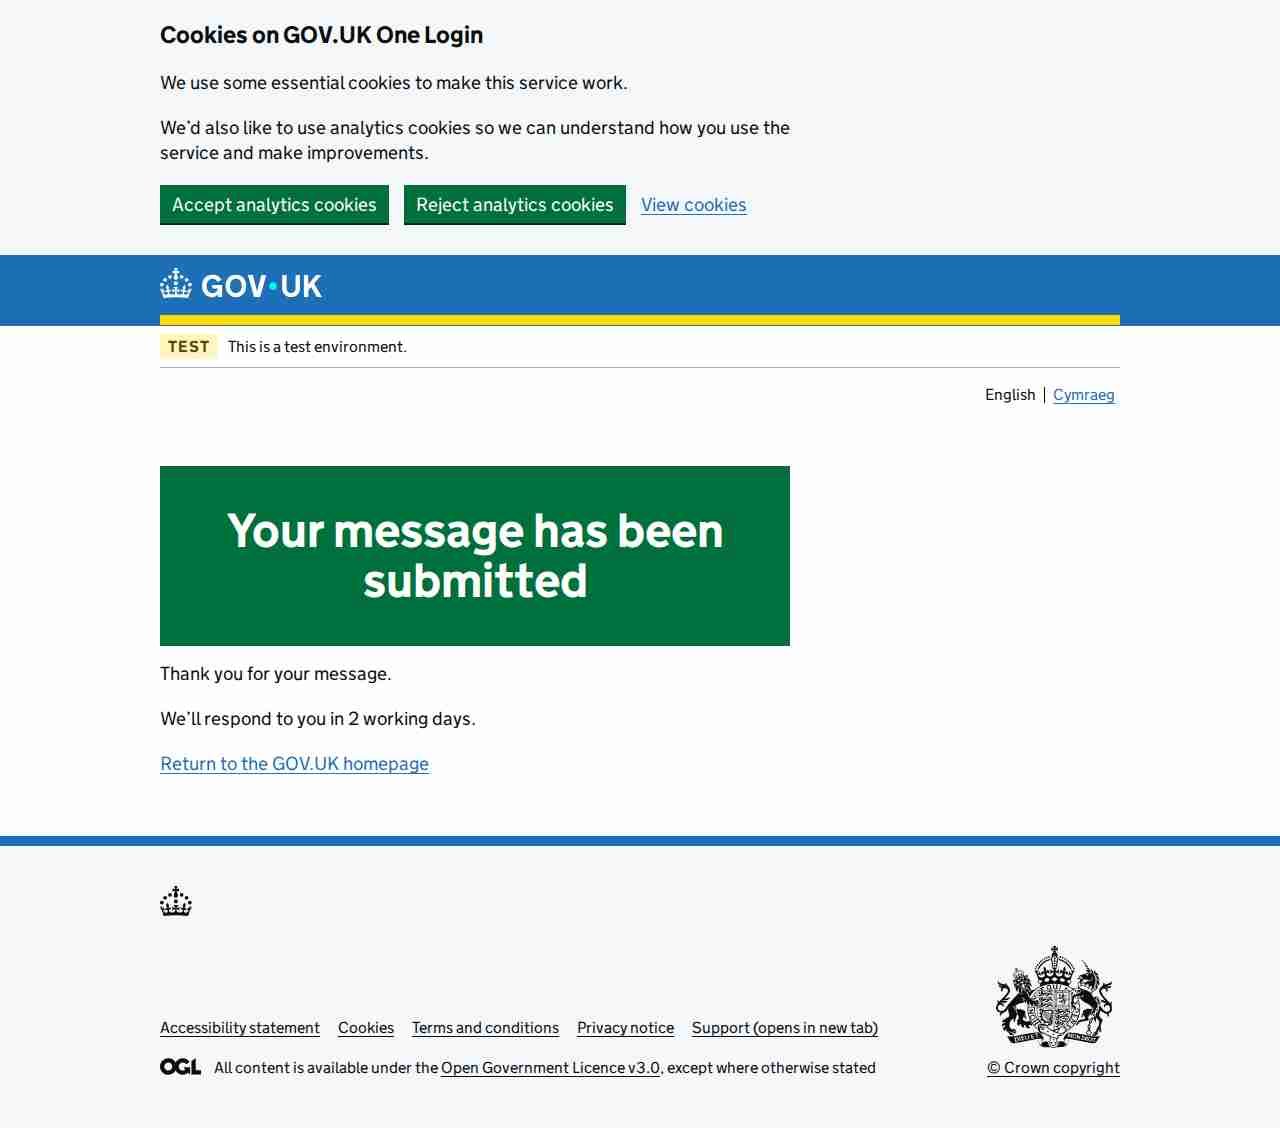 Cookies on GOV.UK One Login
We use some essential cookies to make this service work.
We’d also like to use analytics cookies so we can understand how you use the
service and make improvements.
Accept analytics cookies Reject analytics cookies View cookies
GOV·UK
TEST This is a test environment.
English Cymraeg
Your message has been
submitted
Thank you for your message.
We’ll respond to you in 2 working days.
Return to the GOV.UK homepage
Accessibility statement Cookies Terms and conditions Privacy notice Support (opens in new tab)
OGL All content is available under the Open Government Licence v3.0, except where otherwise stated
© Crown copyright